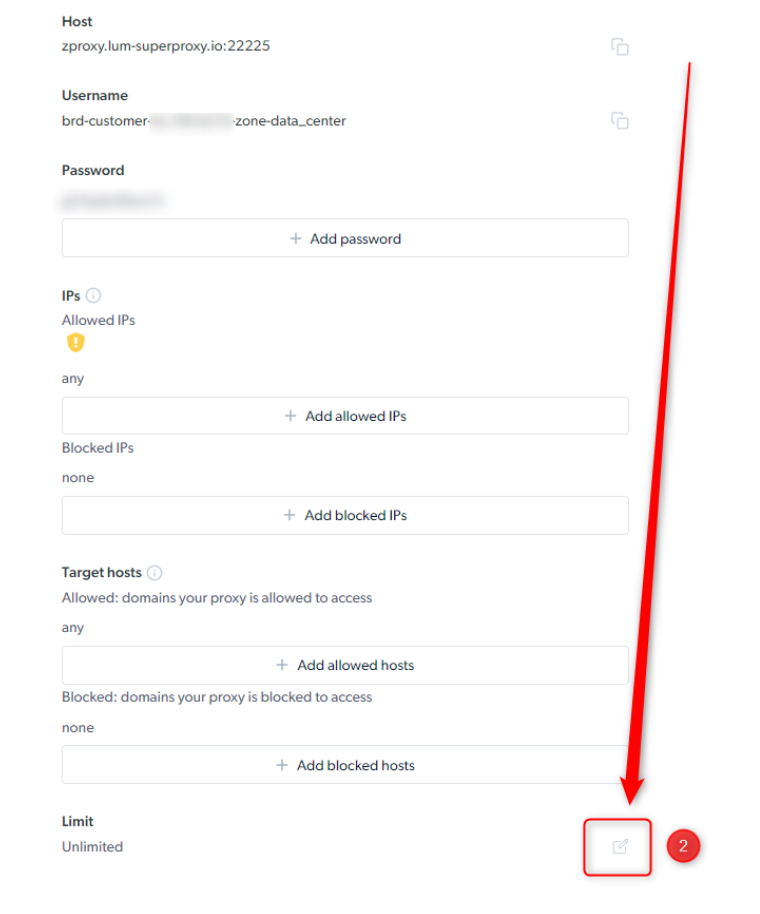 Host
zproxy.lum-superproxy.io:22225
Username
brd-customer- -zone-data_center
Password
+ Add password
IPs
Allowed IPs
any
+ Add allowed IPs
Blocked IPs
none
+ Add blocked IPs
Target hosts
Allowed: domains your proxy is allowed to access
any
+ Add allowed hosts
Blocked: domains your proxy is blocked to access
none
+ Add blocked hosts
Limit
Unlimited
2